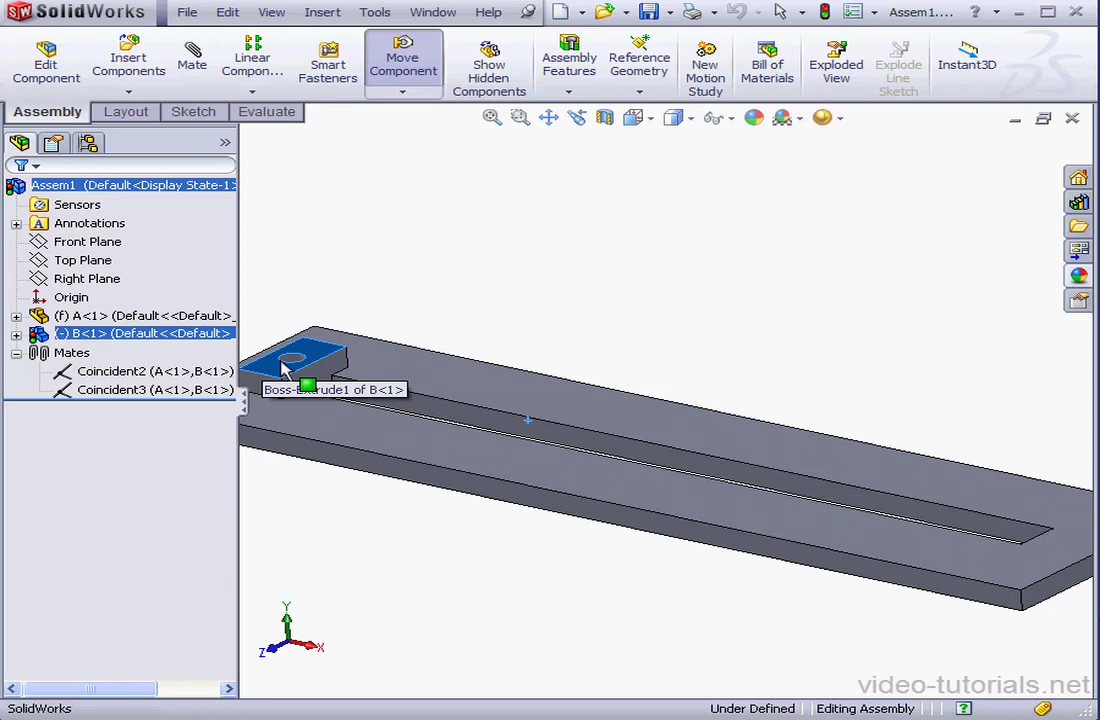 SolidWorks
File Edit View Insert Tools Window Help
Assem1....
Edit Component
Insert Components
Mate
Linear Compon...
Smart Fasteners
Move Component
Show Hidden Components
Assembly Features
Reference Geometry
New Motion Study
Bill of Materials
Exploded View
Explode Line Sketch
Instant3D
Assembly Layout Sketch Evaluate
Assem1 (Default<Display State-1>
Sensors
Annotations
Front Plane
Top Plane
Right Plane
Origin
(f) A<1> (Default<<Default>_
(-) B<1> (Default<<Default>_
Mates
Coincident2 (A<1>,B<1>)
Coincident3 (A<1>,B<1>)
Boss-Extrude1 of B<1>
Y
Z
X
video-tutorials.net
SolidWorks
Under Defined
Editing Assembly